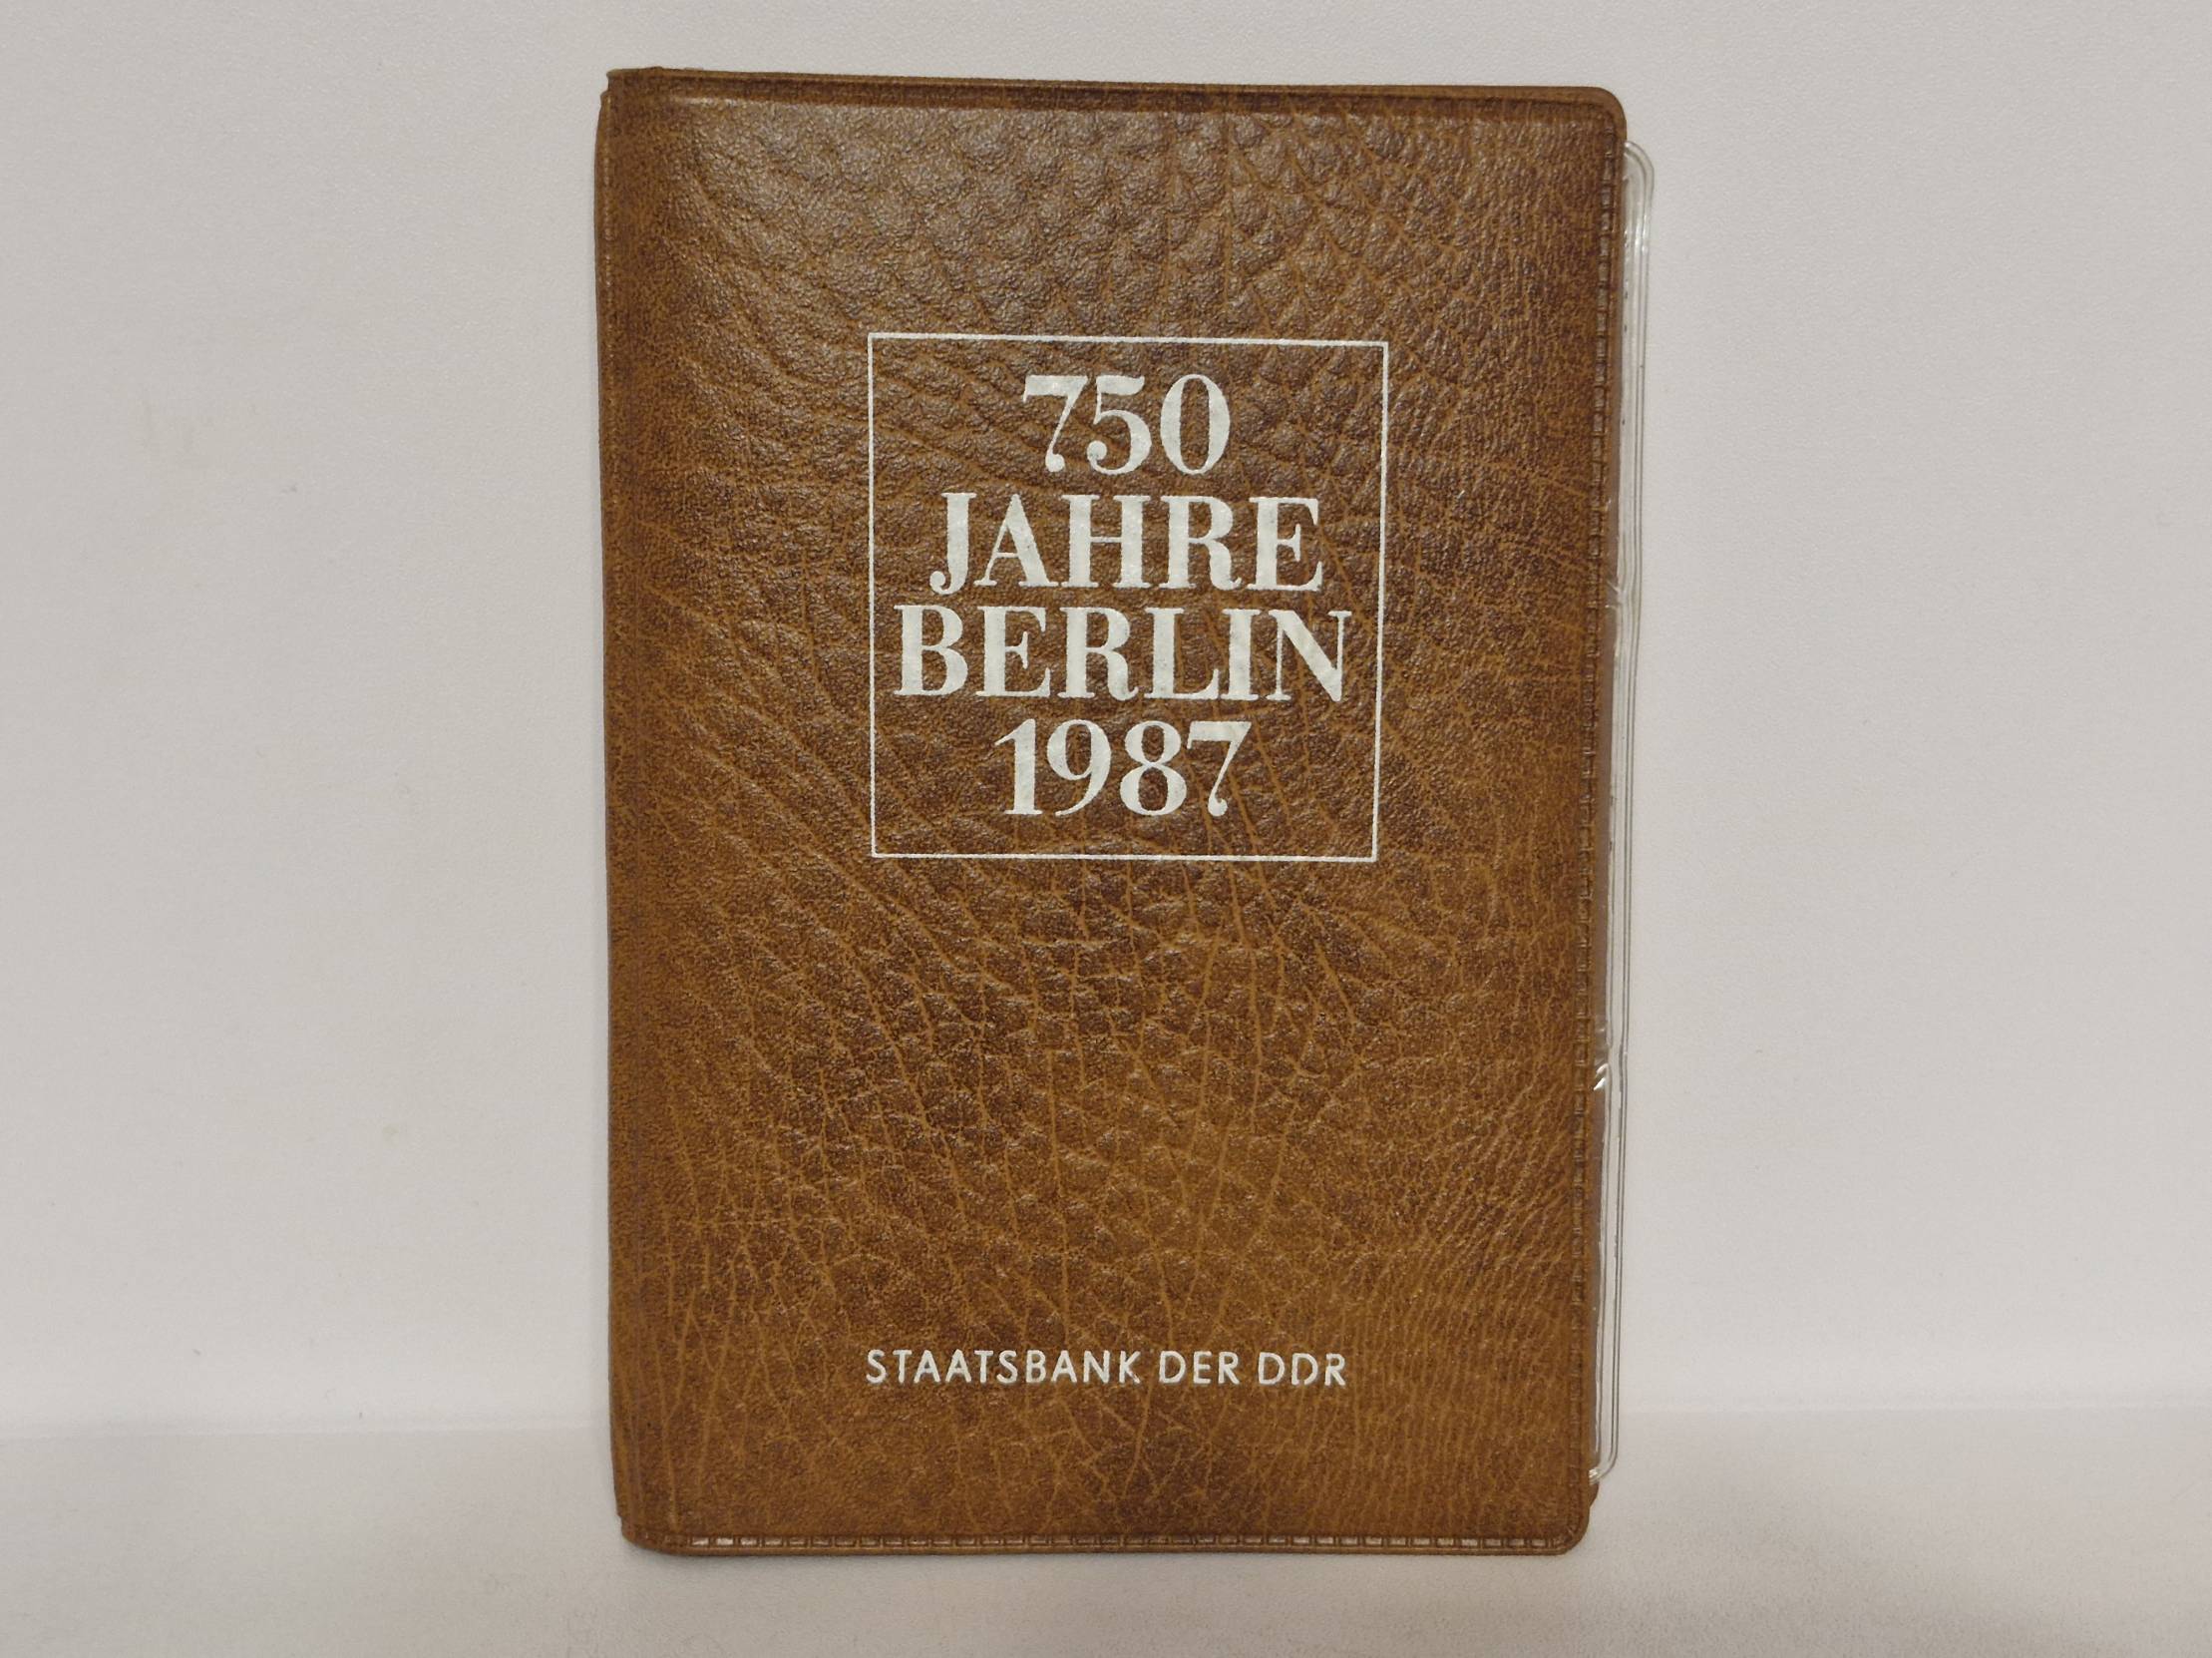 750
JAHRE
BERLIN
1987
STAATSBANK DER DDR